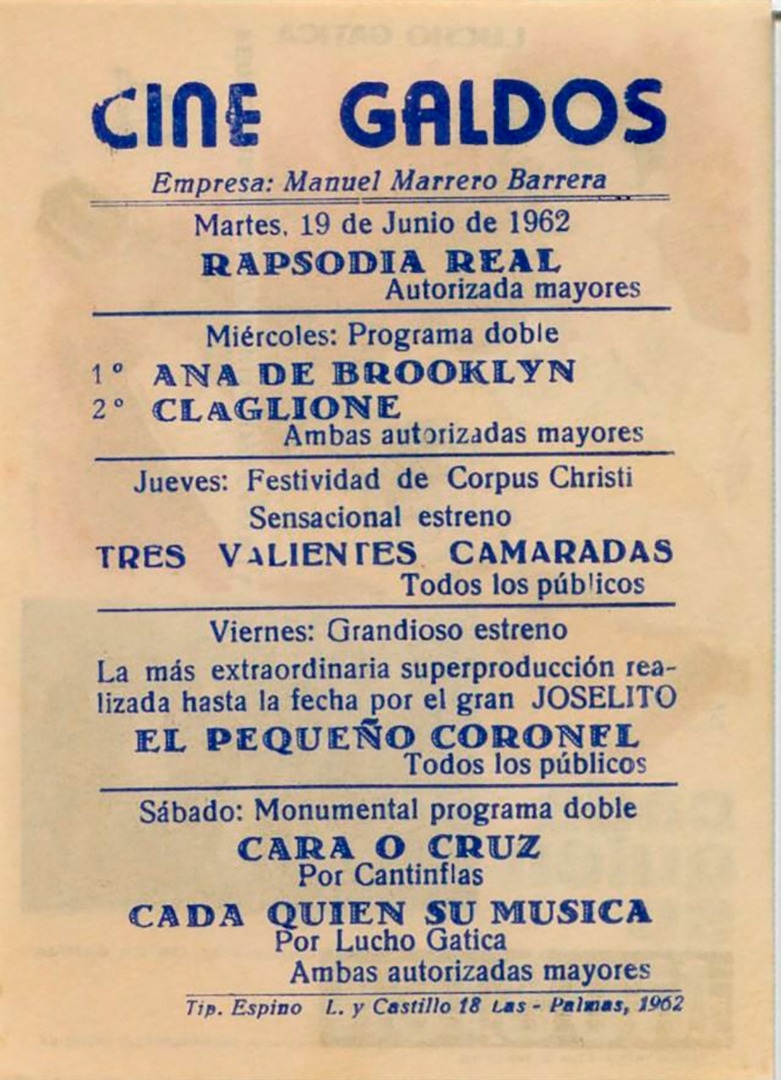 CINE GALDOS
Empresa: Manuel Marrero Barrera
Martes, 19 de Junio de 1962
RAPSODIA REAL
Autorizada mayores
Miércoles: Programa doble
1º ANA DE BROOKLYN
2º CLAGLIONE
Ambas autorizadas mayores
Jueves: Festividad de Corpus Christi
Sensacional estreno
TRES VALIENTES CAMARADAS
Todos los públicos
Viernes: Grandioso estreno
La más extraordinaria superproducción rea-
lizada hasta la fecha por el gran JOSELITO
EL PEQUEÑO CORONEL
Todos los públicos
Sábado: Monumental programa doble
CARA O CRUZ
Por Cantinflas
CADA QUIEN SU MUSICA
Por Lucho Gatica
Ambas autorizadas mayores
Tip. Espino L. y Castillo 18 Las - Palmas, 1962